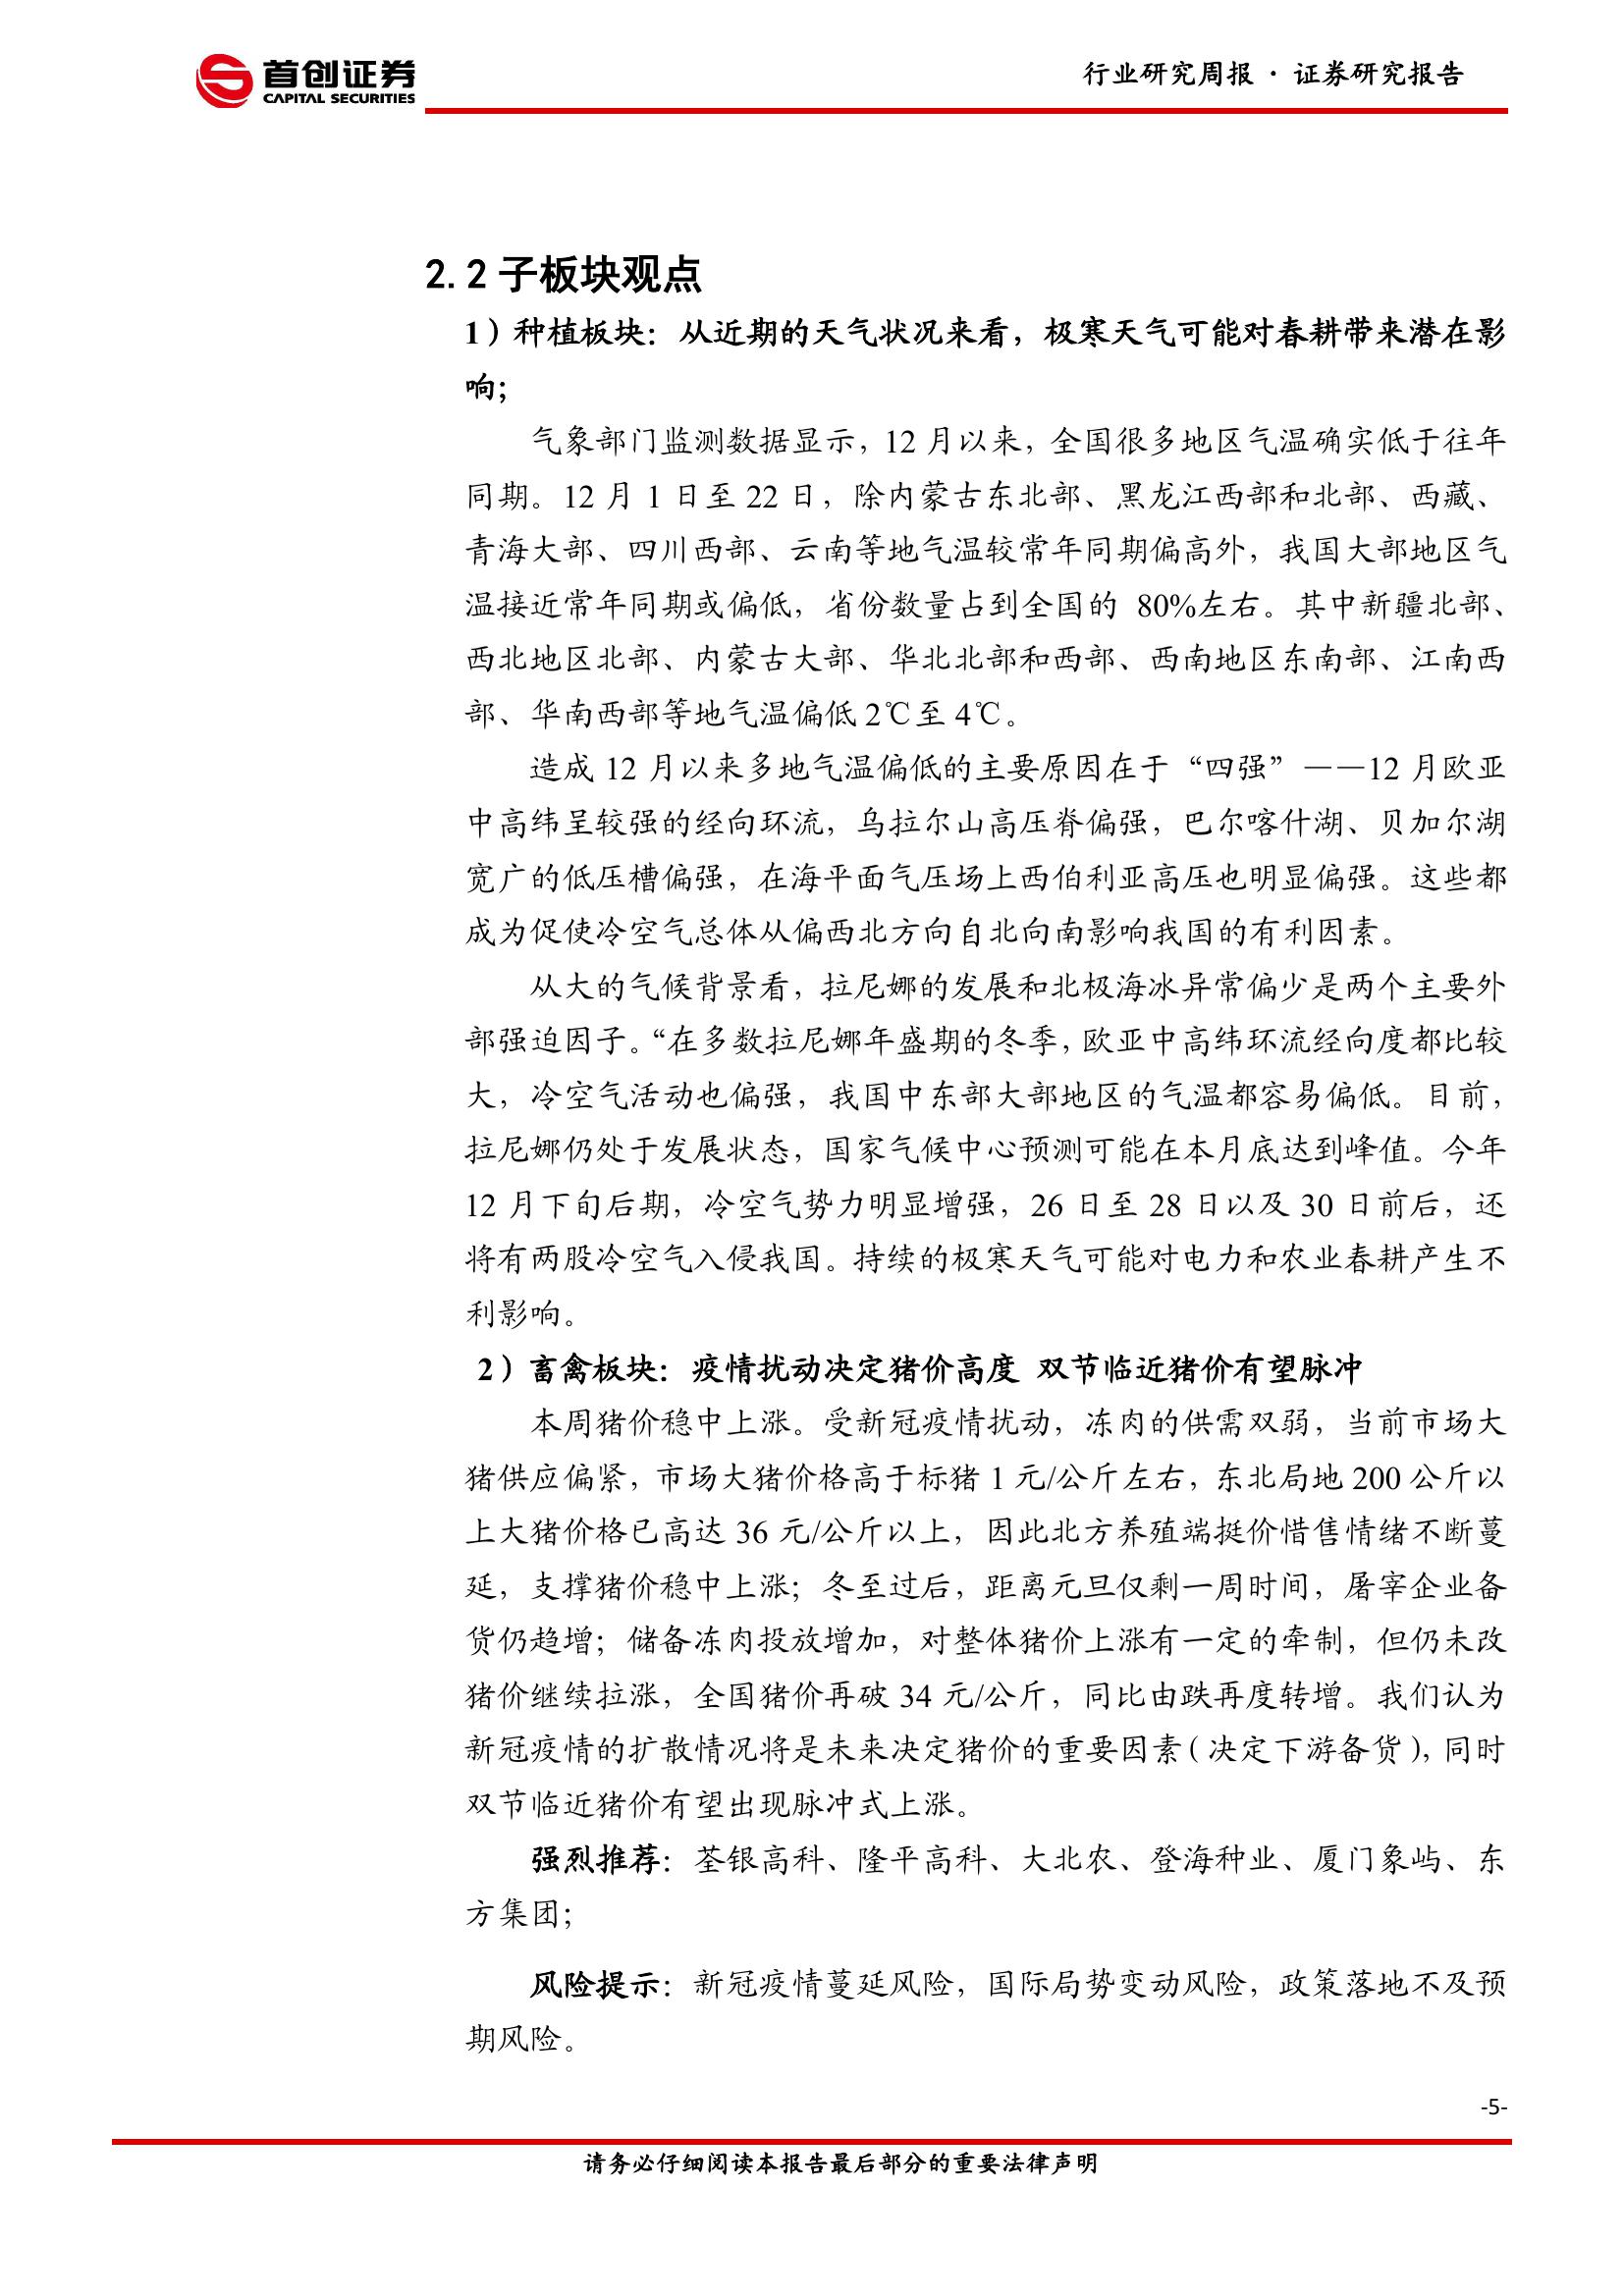 首创证券
CAPITAL SECURITIES
行业研究周报 · 证券研究报告
2.2 子板块观点
1）种植板块：从近期的天气状况来看，极寒天气可能对春耕带来潜在影
响；
气象部门监测数据显示，12 月以来，全国很多地区气温确实低于往年
同期。12 月 1 日至 22 日，除内蒙古东北部、黑龙江西部和北部、西藏、
青海大部、四川西部、云南等地气温较常年同期偏高外，我国大部地区气
温接近常年同期或偏低，省份数量占到全国的 80%左右。其中新疆北部、
西北地区北部、内蒙古大部、华北北部和西部、西南地区东南部、江南西
部、华南西部等地气温偏低 2℃至 4℃。
造成 12 月以来多地气温偏低的主要原因在于“四强”——12 月欧亚
中高纬呈较强的经向环流，乌拉尔山高压脊偏强，巴尔喀什湖、贝加尔湖
宽广的低压槽偏强，在海平面气压场上西伯利亚高压也明显偏强。这些都
成为促使冷空气总体从偏西北方向自北向南影响我国的有利因素。
从大的气候背景看，拉尼娜的发展和北极海冰异常偏少是两个主要外
部强迫因子。“在多数拉尼娜年盛期的冬季，欧亚中高纬环流经向度都比较
大，冷空气活动也偏强，我国中东部大部地区的气温都容易偏低。目前，
拉尼娜仍处于发展状态，国家气候中心预测可能在本月底达到峰值。今年
12 月下旬后期，冷空气势力明显增强，26 日至 28 日以及 30 日前后，还
将有两股冷空气入侵我国。持续的极寒天气可能对电力和农业春耕产生不
利影响。
2）畜禽板块：疫情扰动决定猪价高度 双节临近猪价有望脉冲
本周猪价稳中上涨。受新冠疫情扰动，冻肉的供需双弱，当前市场大
猪供应偏紧，市场大猪价格高于标猪 1 元/公斤左右，东北局地 200 公斤以
上大猪价格已高达 36 元/公斤以上，因此北方养殖端挺价惜售情绪不断蔓
延，支撑猪价稳中上涨；冬至过后，距离元旦仅剩一周时间，屠宰企业备
货仍趋增；储备冻肉投放增加，对整体猪价上涨有一定的牵制，但仍未改
猪价继续拉涨，全国猪价再破 34 元/公斤，同比由跌再度转增。我们认为
新冠疫情的扩散情况将是未来决定猪价的重要因素（决定下游备货），同时
双节临近猪价有望出现脉冲式上涨。
强烈推荐：荃银高科、隆平高科、大北农、登海种业、厦门象屿、东
方集团；
风险提示：新冠疫情蔓延风险，国际局势变动风险，政策落地不及预
期风险。
-5-
请务必仔细阅读本报告最后部分的重要法律声明